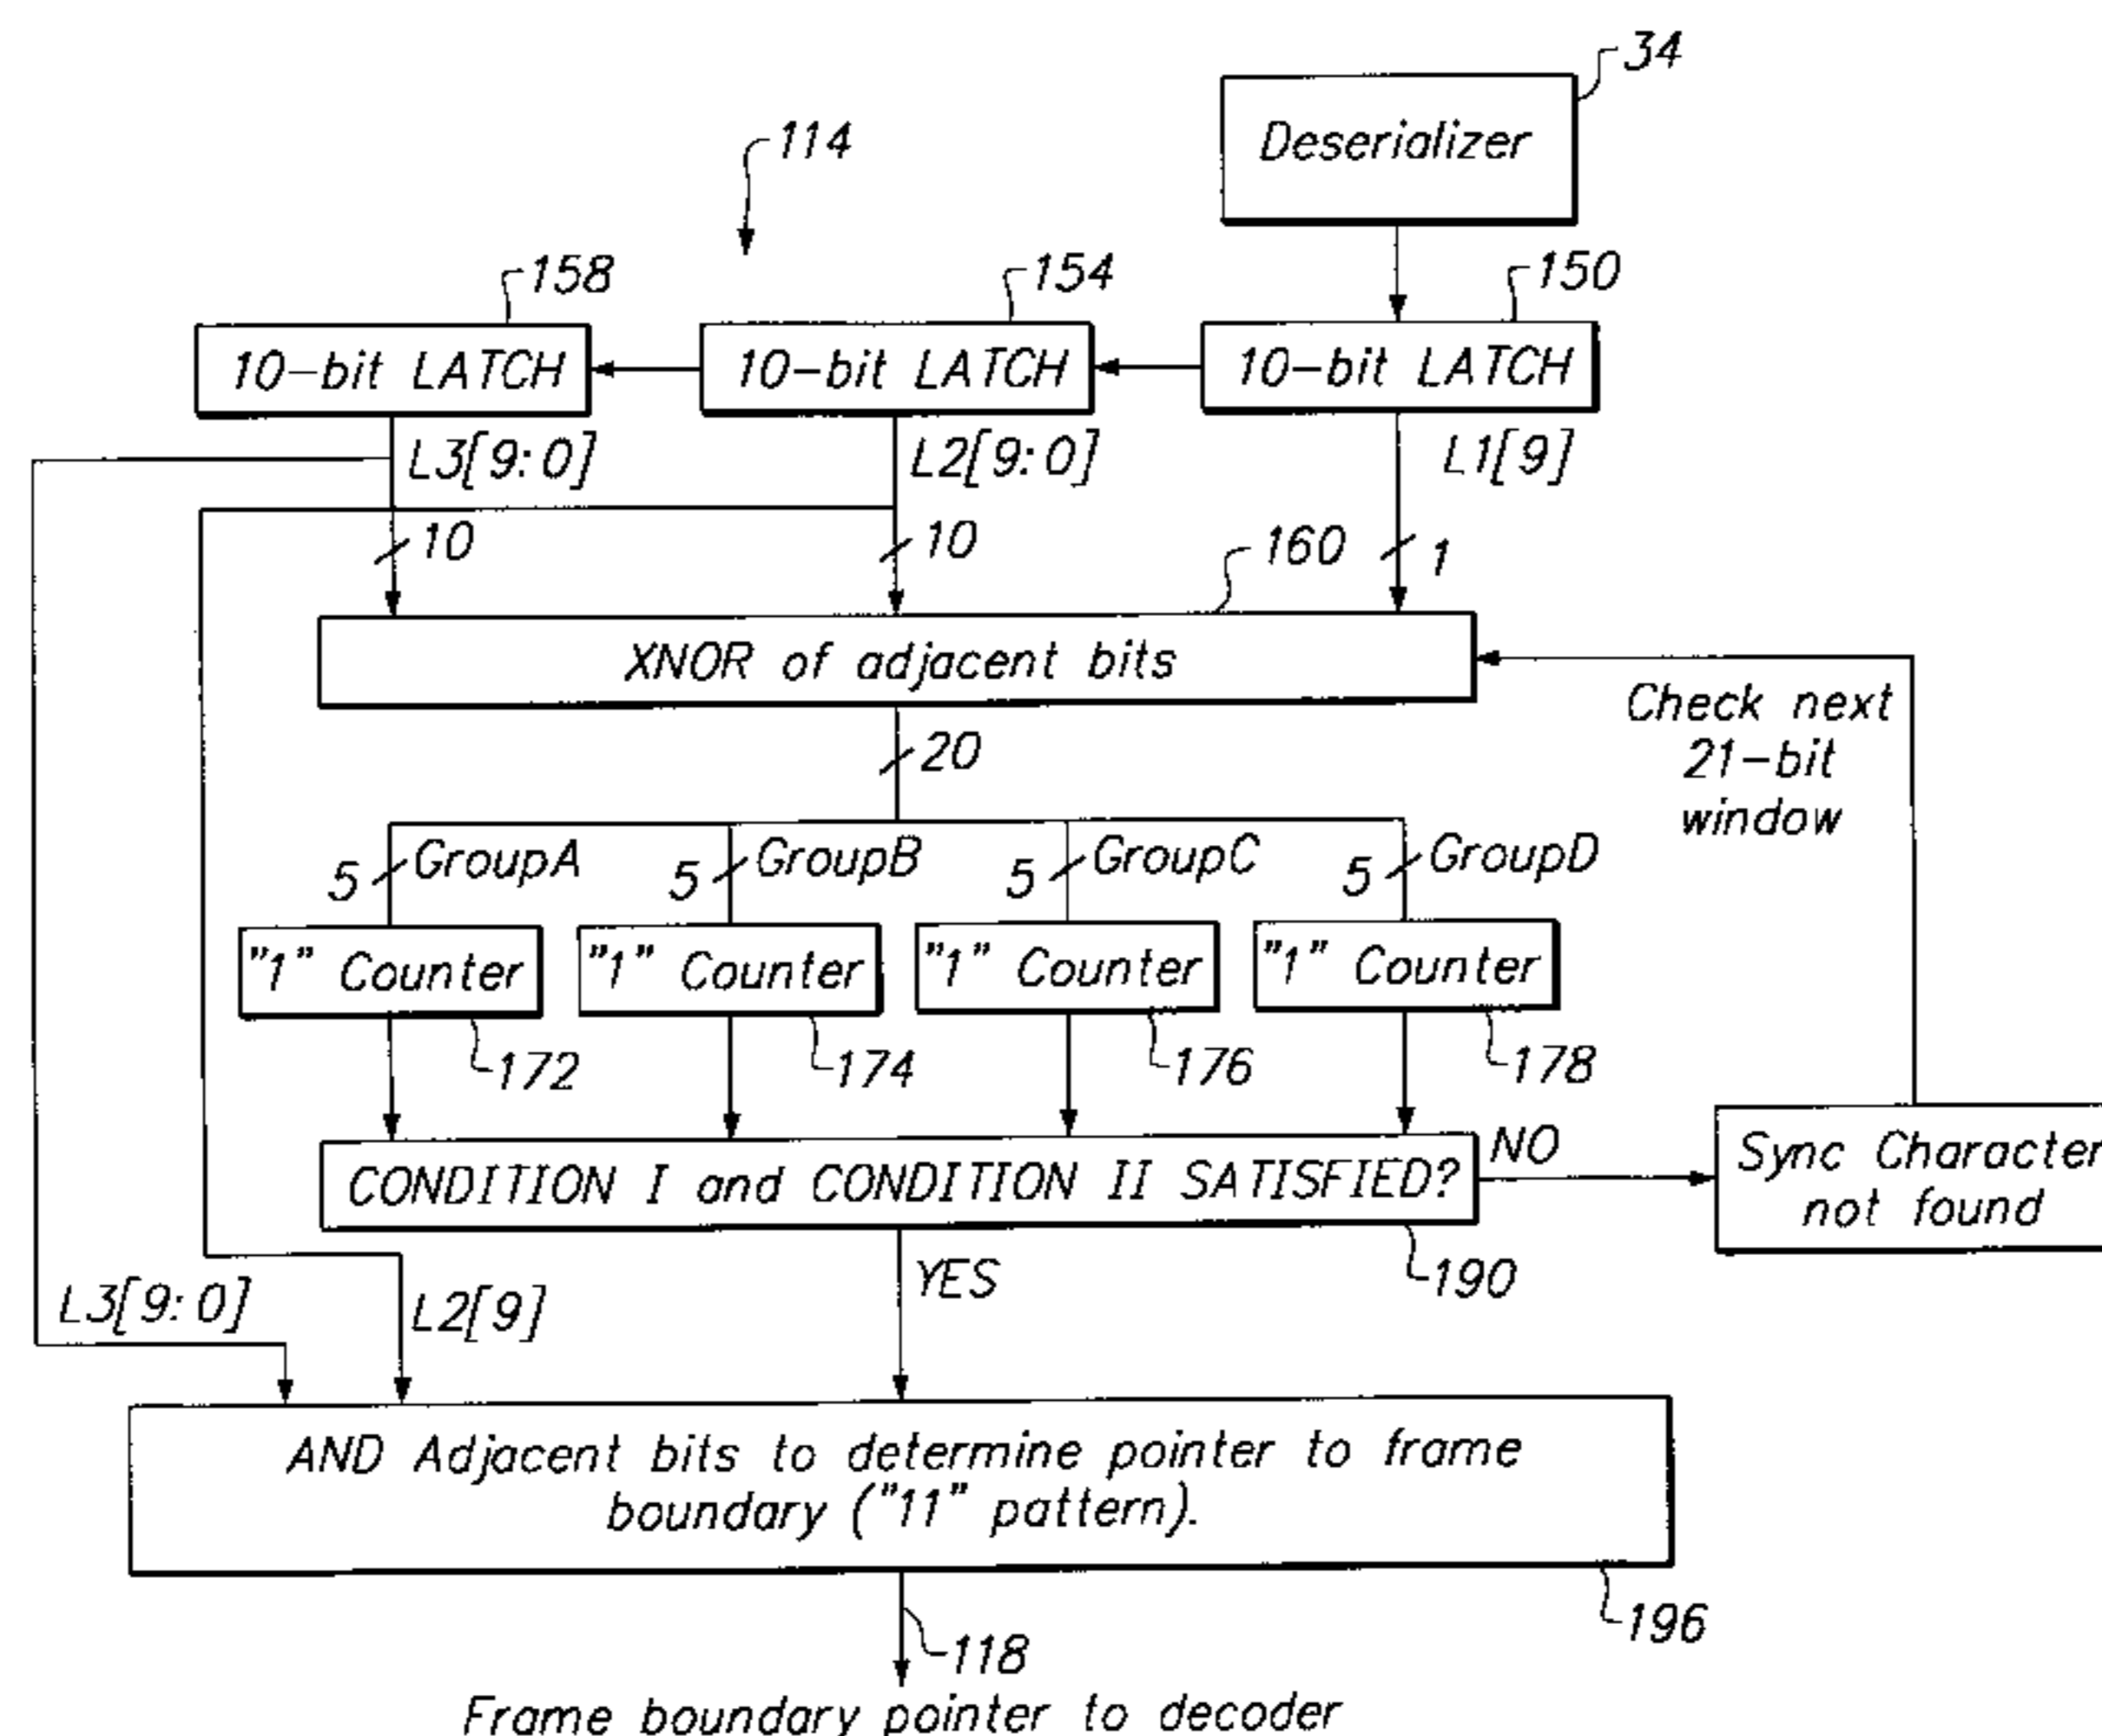 34
Deserializer
114
158
154
150
10-bit LATCH
10-bit LATCH
10-bit LATCH
L3[9:0]
L2[9:0]
L1[9]
10
10
160
1
XNOR of adjacent bits
Check next
21-bit
window
20
5
GroupA
5
GroupB
5
GroupC
5
GroupD
"1" Counter
"1" Counter
"1" Counter
"1" Counter
172
174
176
178
CONDITION I and CONDITION II SATISFIED?
NO
Sync Character
not found
190
YES
L3[9:0]
L2[9]
AND Adjacent bits to determine pointer to frame
boundary ("11" pattern).
196
118
Frame boundary pointer to decoder